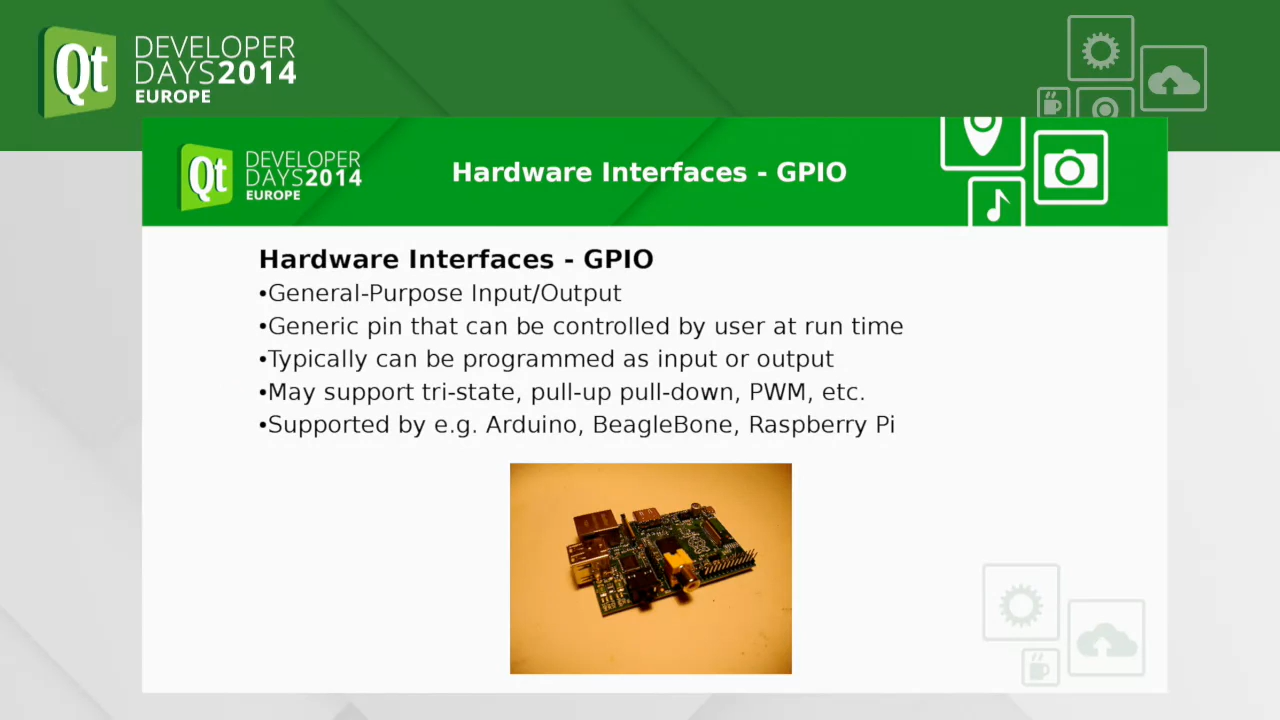 Qt DEVELOPER
DAYS2014
EUROPE
Qt DEVELOPER
DAYS2014
EUROPE
Hardware Interfaces - GPIO
Hardware Interfaces - GPIO
•General-Purpose Input/Output
•Generic pin that can be controlled by user at run time
•Typically can be programmed as input or output
•May support tri-state, pull-up pull-down, PWM, etc.
•Supported by e.g. Arduino, BeagleBone, Raspberry Pi